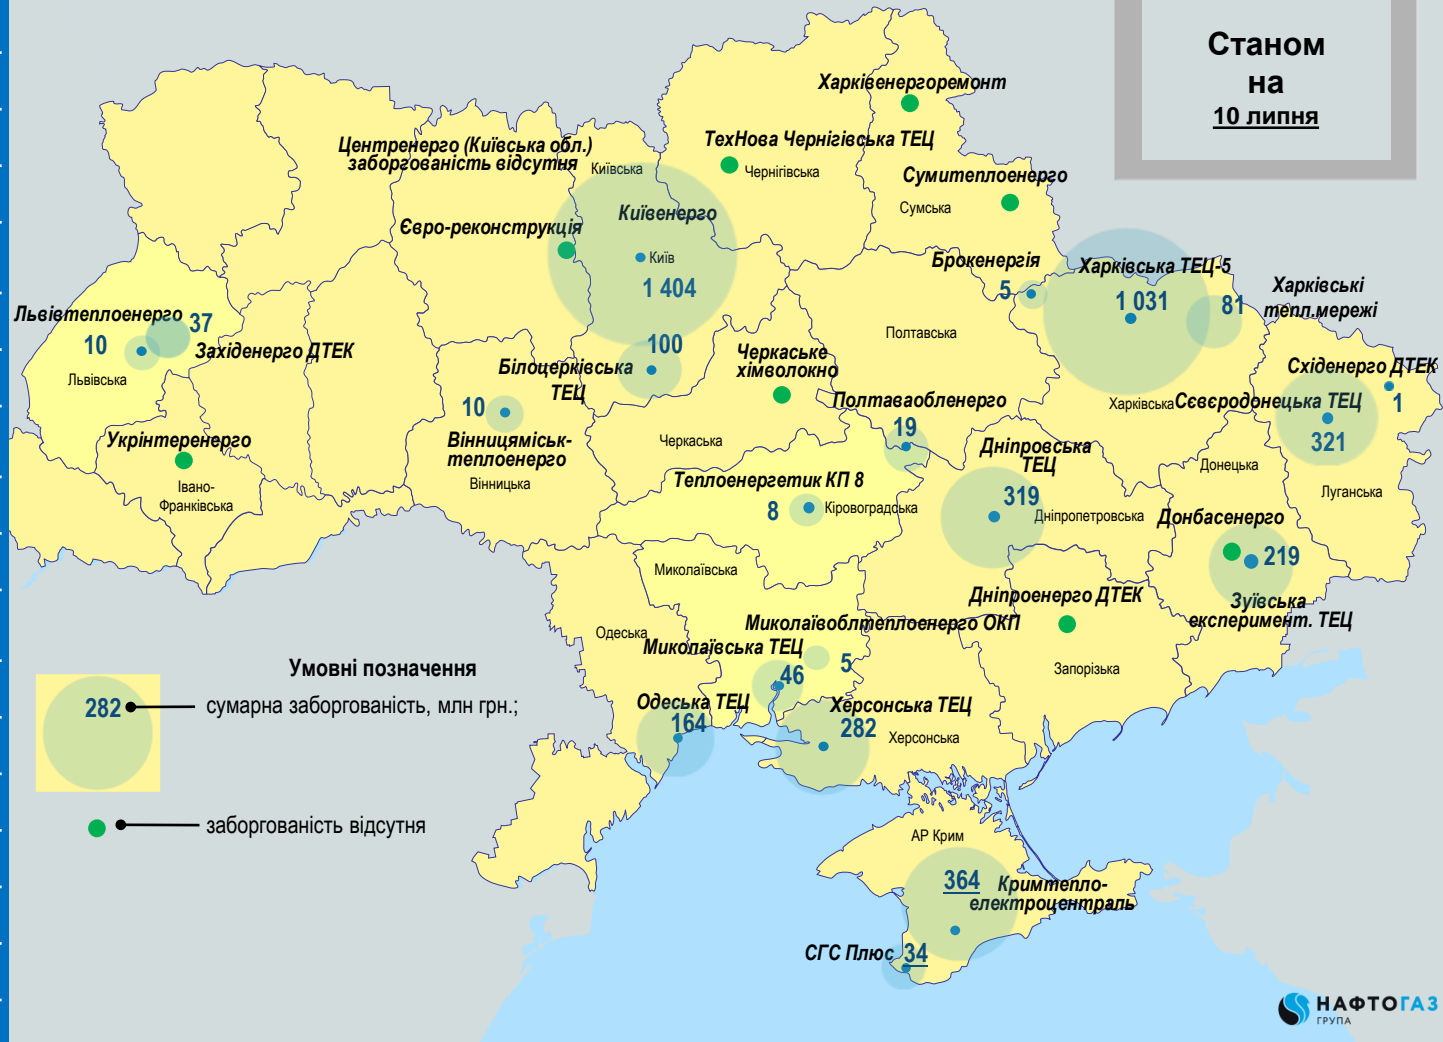 Станом
на
10 липня
Харківенергоремонт
Центренерго (Київська обл.)
заборгованість відсутня
Київська
ТехНова Чернігівська ТЕЦ
Чернігівська
Сумитеплоенерго
Сумська
Київенерго
Євро-реконструкція
Київ
1 404
Брокенергія
5
Харківська ТЕЦ-5
1 031
81
Харківські
тепл.мережі
Львівтеплоенерго
10
37
Західенерго ДТЕК
Львівська
Полтавська
100
Білоцерківська
ТЕЦ
Черкаське
хімволокно
Східенерго ДТЕК
1
10
Вінницяміськ-
теплоенерго
Вінницька
Полтаваобленерго
19
Харківська
Сєвєродонецька ТЕЦ
321
Укрінтеренерго
Івано-
Франківська
Черкаська
Дніпровська
ТЕЦ
319
Дніпропетровська
Донецька
Луганська
Теплоенергетик КП 8
8
Кіровоградська
Донбасенерго
219
Зуївська
експеримент. ТЕЦ
Миколаївська
Дніпроенерго ДТЕК
Запорізька
Миколаївоблтеплоенерго ОКП
5
Одеська
Миколаївська ТЕЦ
46
Одеська ТЕЦ
164
Херсонська ТЕЦ
282
Херсонська
Умовні позначення
282
сумарна заборгованість, млн грн.;
заборгованість відсутня
АР Крим
364
Кримтепло-
електроцентраль
СГС Плюс
34
НАФТОГАЗ
ГРУПА